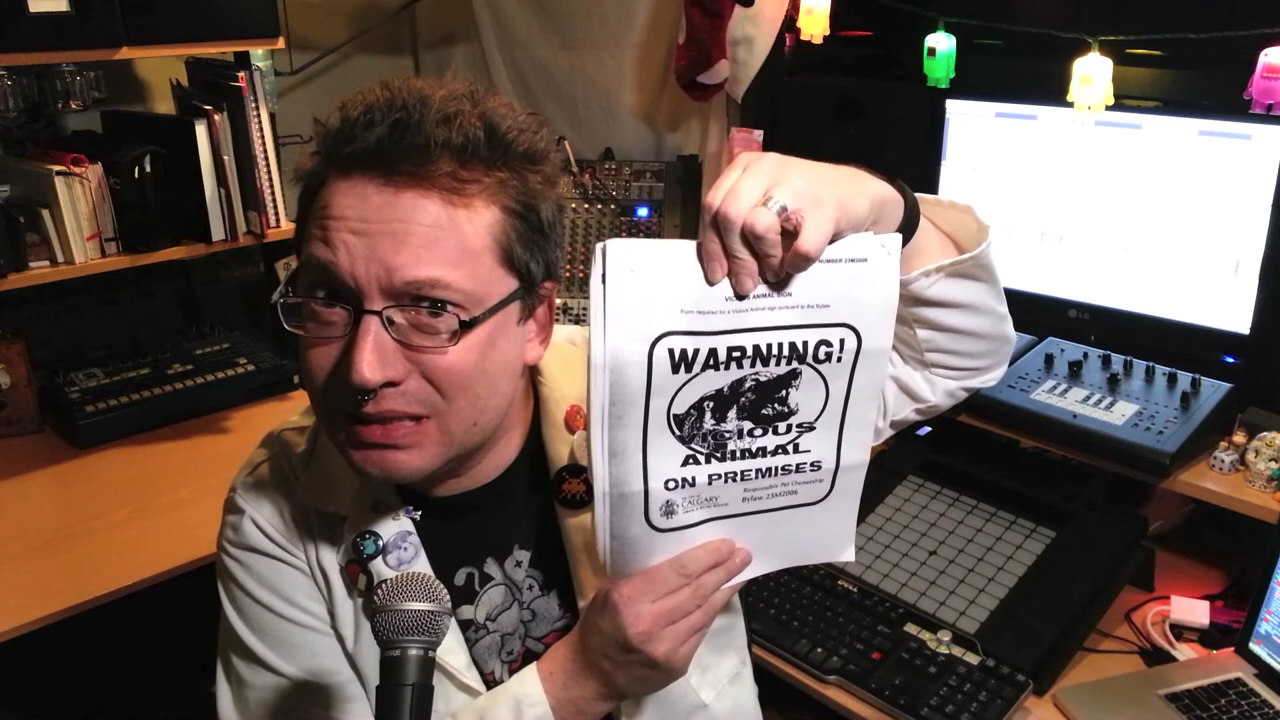 NUMBER 23M2006
VICIOUS ANIMAL SIGN
Form required for a Vicious Animal sign pursuant to the Bylaw
WARNING!
VICIOUS
ANIMAL
ON PREMISES
Responsible Pet Ownership
CALGARY
Bylaw 23M2006
LG
DELL